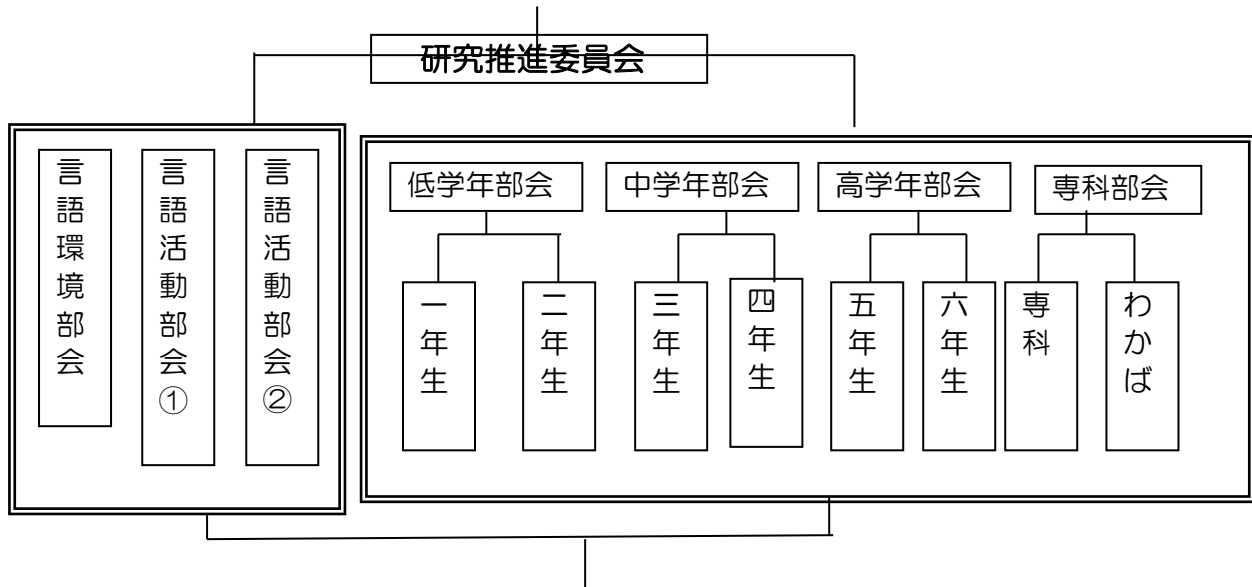 研究推進委員会
言語環境部会
言語活動部会①
言語活動部会②
低学年部会
中学年部会
高学年部会
専科部会
一年生
二年生
三年生
四年生
五年生
六年生
専科
わかば